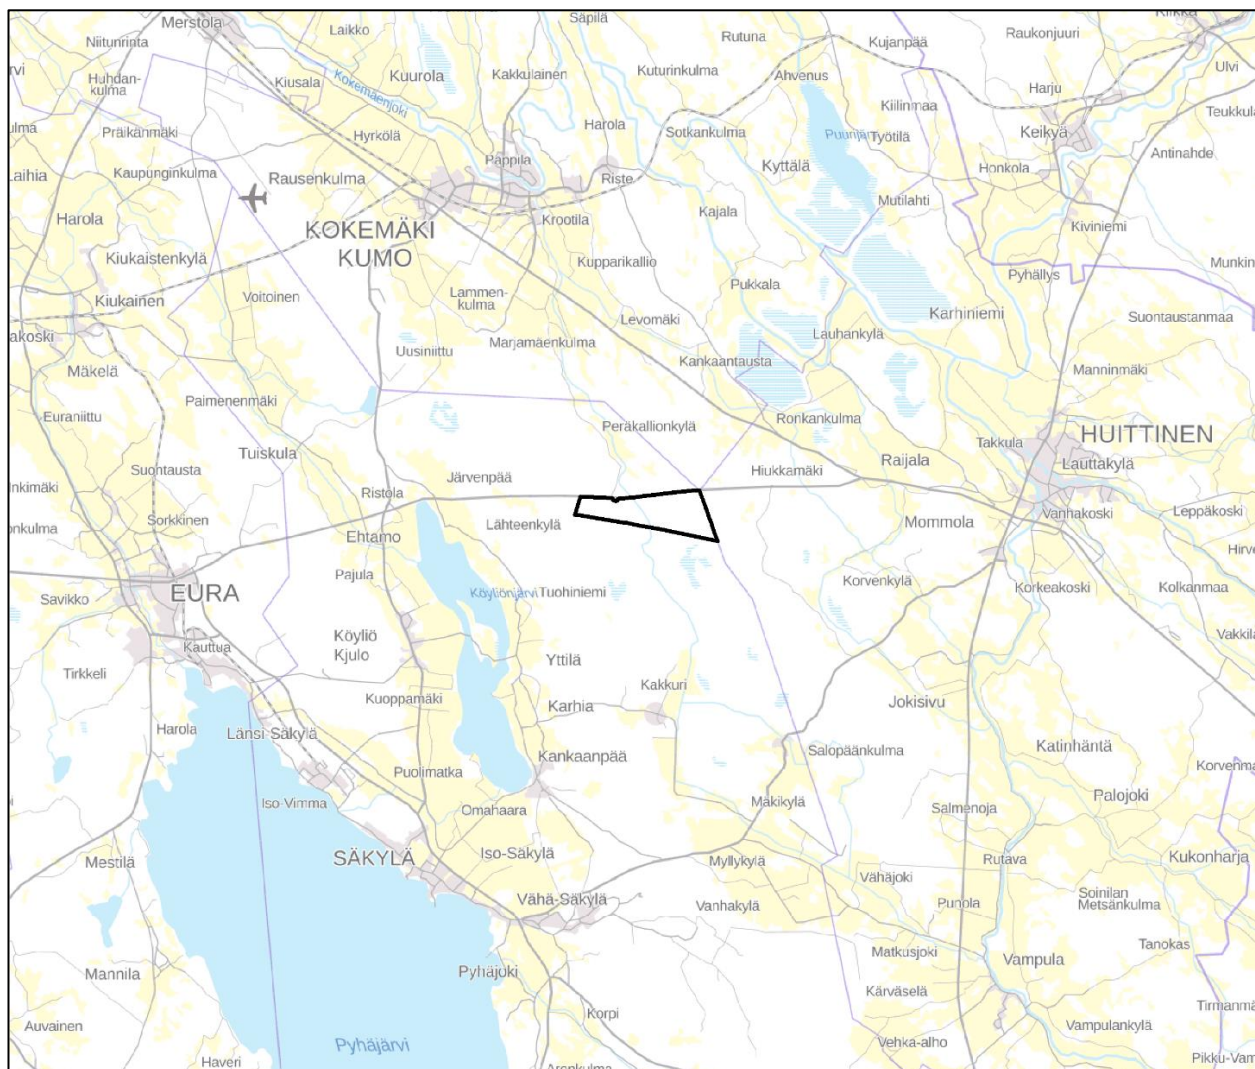 Merstola
Laikko
Säpilä
Rutuna
Kujanpää
Raukonjuuri
Niitunrinta
Huhdan-
kulma
Kiusala
Kokemäenjoki
Kuurola
Kakkulainen
Kuturinkulma
Ahvenus
Kiilinmaa
Harju
Ulvi
Teukkula
Präikänmäki
Hyrkölä
Harola
Sotkankulma
Työtilä
Keikyä
Antinahde
Laihia
Kaupunginkulma
Rausenkulma
Pappila
Riste
Kyttälä
Honkola
Harola
KOKEMÄKI
KUMO
Krootila
Kajala
Mutilahti
Kiviniemi
Kiukaistenkylä
Kupparikallio
Pyhällys
Kiukainen
Voitoinen
Lammen-
kulma
Pukkala
Karhiniemi
Suontaustanmaa
Levomäki
Lauhankylä
Marjamäenkulma
Uusiniittu
Kankaantausta
Mäkelä
Manninmäki
Paimenenmäki
Euraniittu
Ronkankulma
Peräkallionkylä
Takkula
HUITTINEN
Tuiskula
Suontausta
Järvenpää
Hiukkamäki
Raijala
Lauttakylä
Ristola
Sorkkinen
Lähteenkylä
Mommola
Vanhakoski
Leppäkoski
Ehtamo
Pajula
Köyliönjärvi
Tuohiniemi
Korvenkylä
Korkeakoski
Kolkanmaa
Savikko
EURA
Köyliö
Kjulo
Kauttua
Yttilä
Tirkkeli
Kakkuri
Kuoppamäki
Karhia
Jokisivu
Harola
Länsi-Säkylä
Kankaanpää
Salopäänkulma
Katinhäntä
Puolimatka
Iso-Vimma
Omahaara
Mäkikylä
Salmenoja
Palojoki
SÄKYLÄ
Iso-Säkylä
Mestilä
Myllykylä
Rutava
Kukonharja
Vähäjoki
Soinilan
Metsänkulma
Vähä-Säkylä
Vanhakylä
Punola
Tanokas
Matkusjoki
Mannila
Pyhäjoki
Vampula
Kärväselä
Korpi
Auvainen
Vampulankylä
Pyhäjärvi
Vehka-alho
Haveri